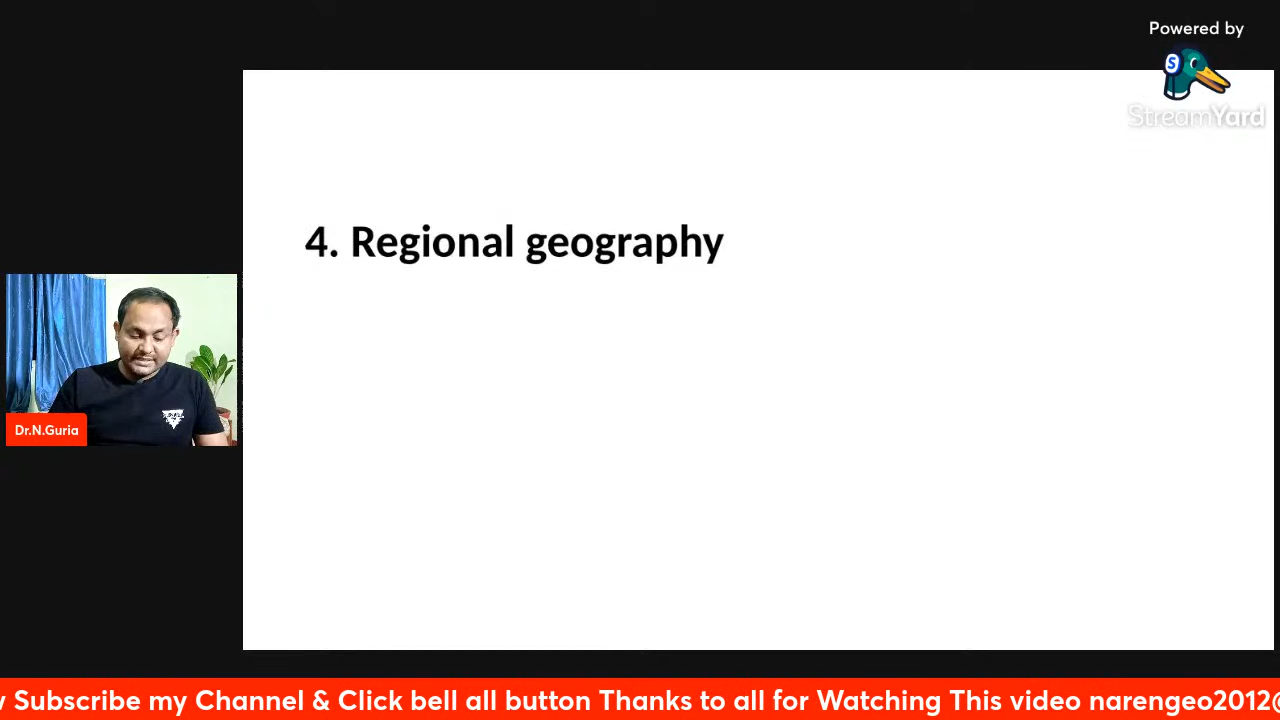 Powered by
StreamYard
4. Regional geography
Dr.N.Guria
Subscribe my Channel & Click bell all button Thanks to all for Watching This video narengeo2012@